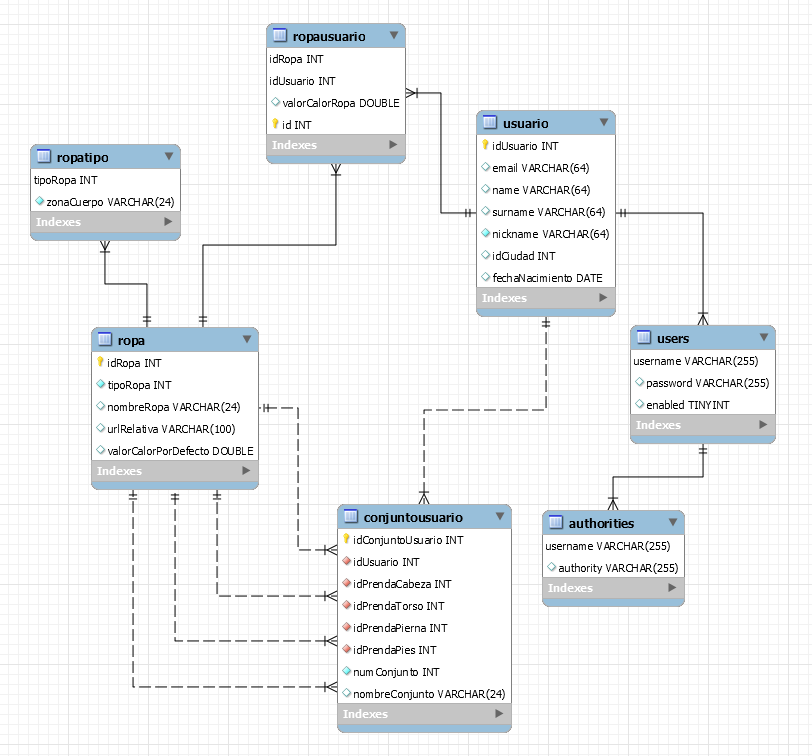 ropausuario
idRopa INT
idUsuario INT
valorCalorRopa DOUBLE
id INT
Indexes
usuario
idUsuario INT
email VARCHAR(64)
name VARCHAR(64)
surname VARCHAR(64)
nickname VARCHAR(64)
idCiudad INT
fechaNacimiento DATE
Indexes
ropatipo
tipoRopa INT
zonaCuerpo VARCHAR(24)
Indexes
ropa
idRopa INT
tipoRopa INT
nombreRopa VARCHAR(24)
urlRelativa VARCHAR(100)
valorCalorPorDefecto DOUBLE
Indexes
users
username VARCHAR(255)
password VARCHAR(255)
enabled TINYINT
Indexes
conjuntousuario
idConjuntoUsuario INT
idUsuario INT
idPrendaCabeza INT
idPrendaTorso INT
idPrendaPierna INT
idPrendaPies INT
numConjunto INT
nombreConjunto VARCHAR(24)
Indexes
authorities
username VARCHAR(255)
authority VARCHAR(255)
Indexes